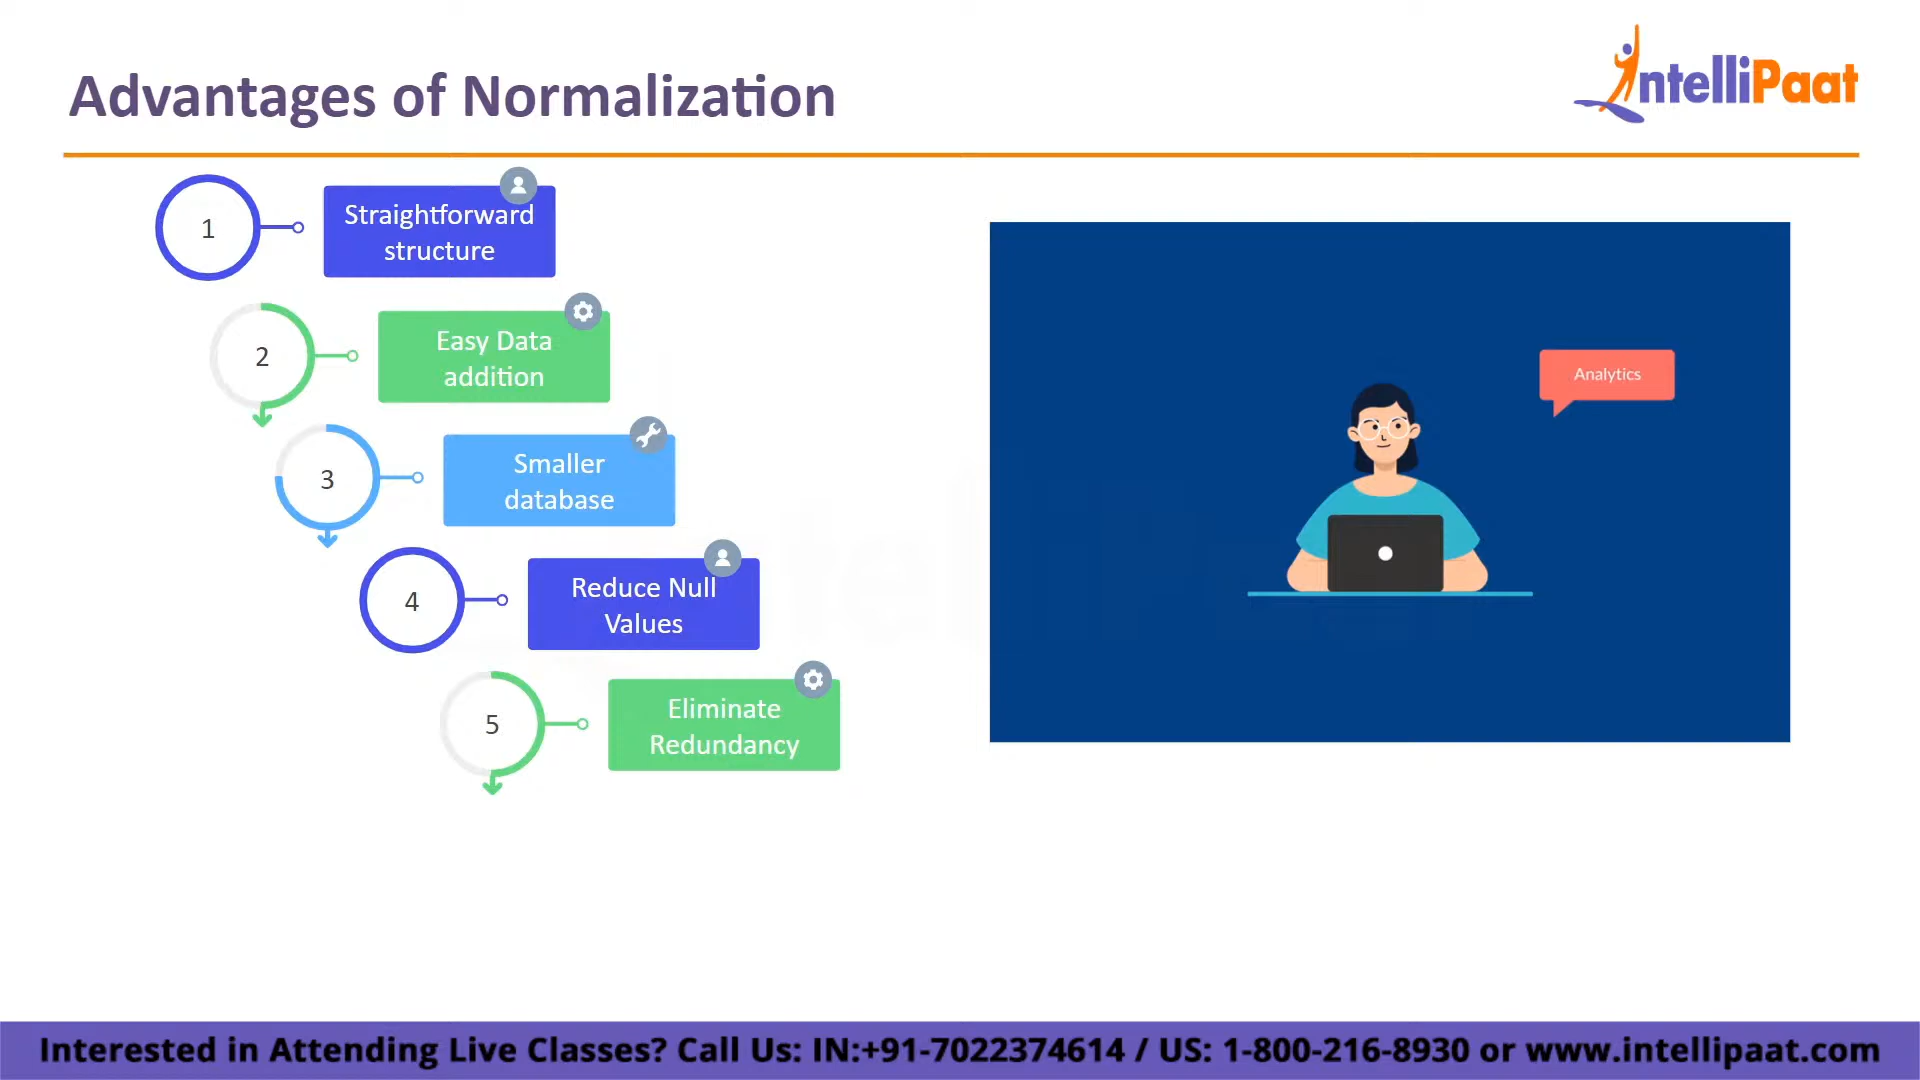 Advantages of Normalization
IntelliPaat
1
Straightforward
structure
2
Easy Data
addition
3
Smaller
database
4
Reduce Null
Values
5
Eliminate
Redundancy
Analytics
Interested in Attending Live Classes? Call Us: IN:+91-7022374614 / US: 1-800-216-8930 or www.intellipaat.com